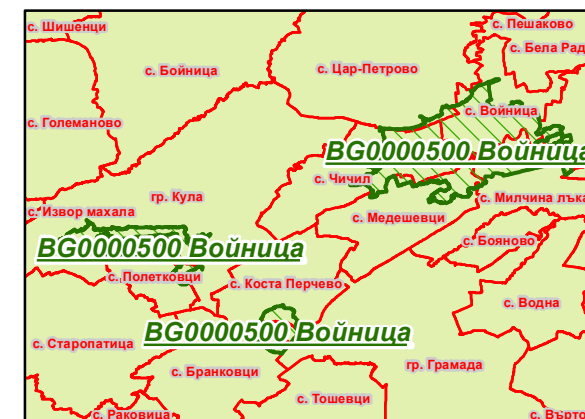 с. Шишенци
с. Пешаково
с. Бела Рад
с. Бойница
с. Цар-Петрово
с. Големаново
с. Войница
BG0000500 Войница
с. Чичил
гр. Кула
с. Милчина лъка
с. Извор махала
с. Медешевци
с. Бояново
BG0000500 Войница
с. Полетковци
с. Коста Перчево
с. Водна
BG0000500 Войница
с. Старопатица
гр. Грамада
с. Бранковци
с. Тошевци
с. Раковица
с. Върто